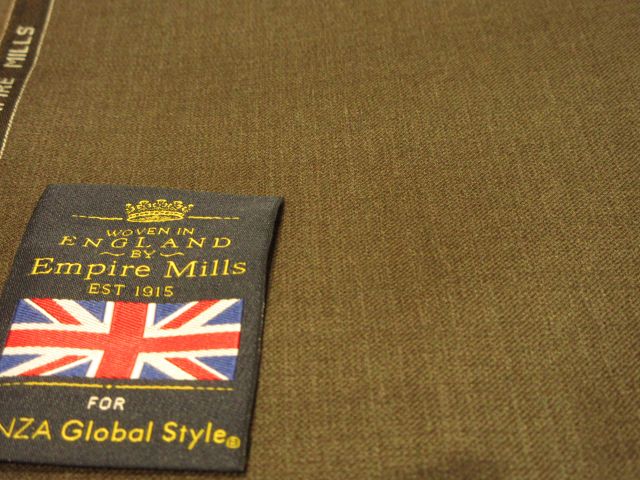 MILLS
WOVEN IN
ENGLAND
~BY~
Empire Mills
EST 1915
FOR
NZA Global Style®